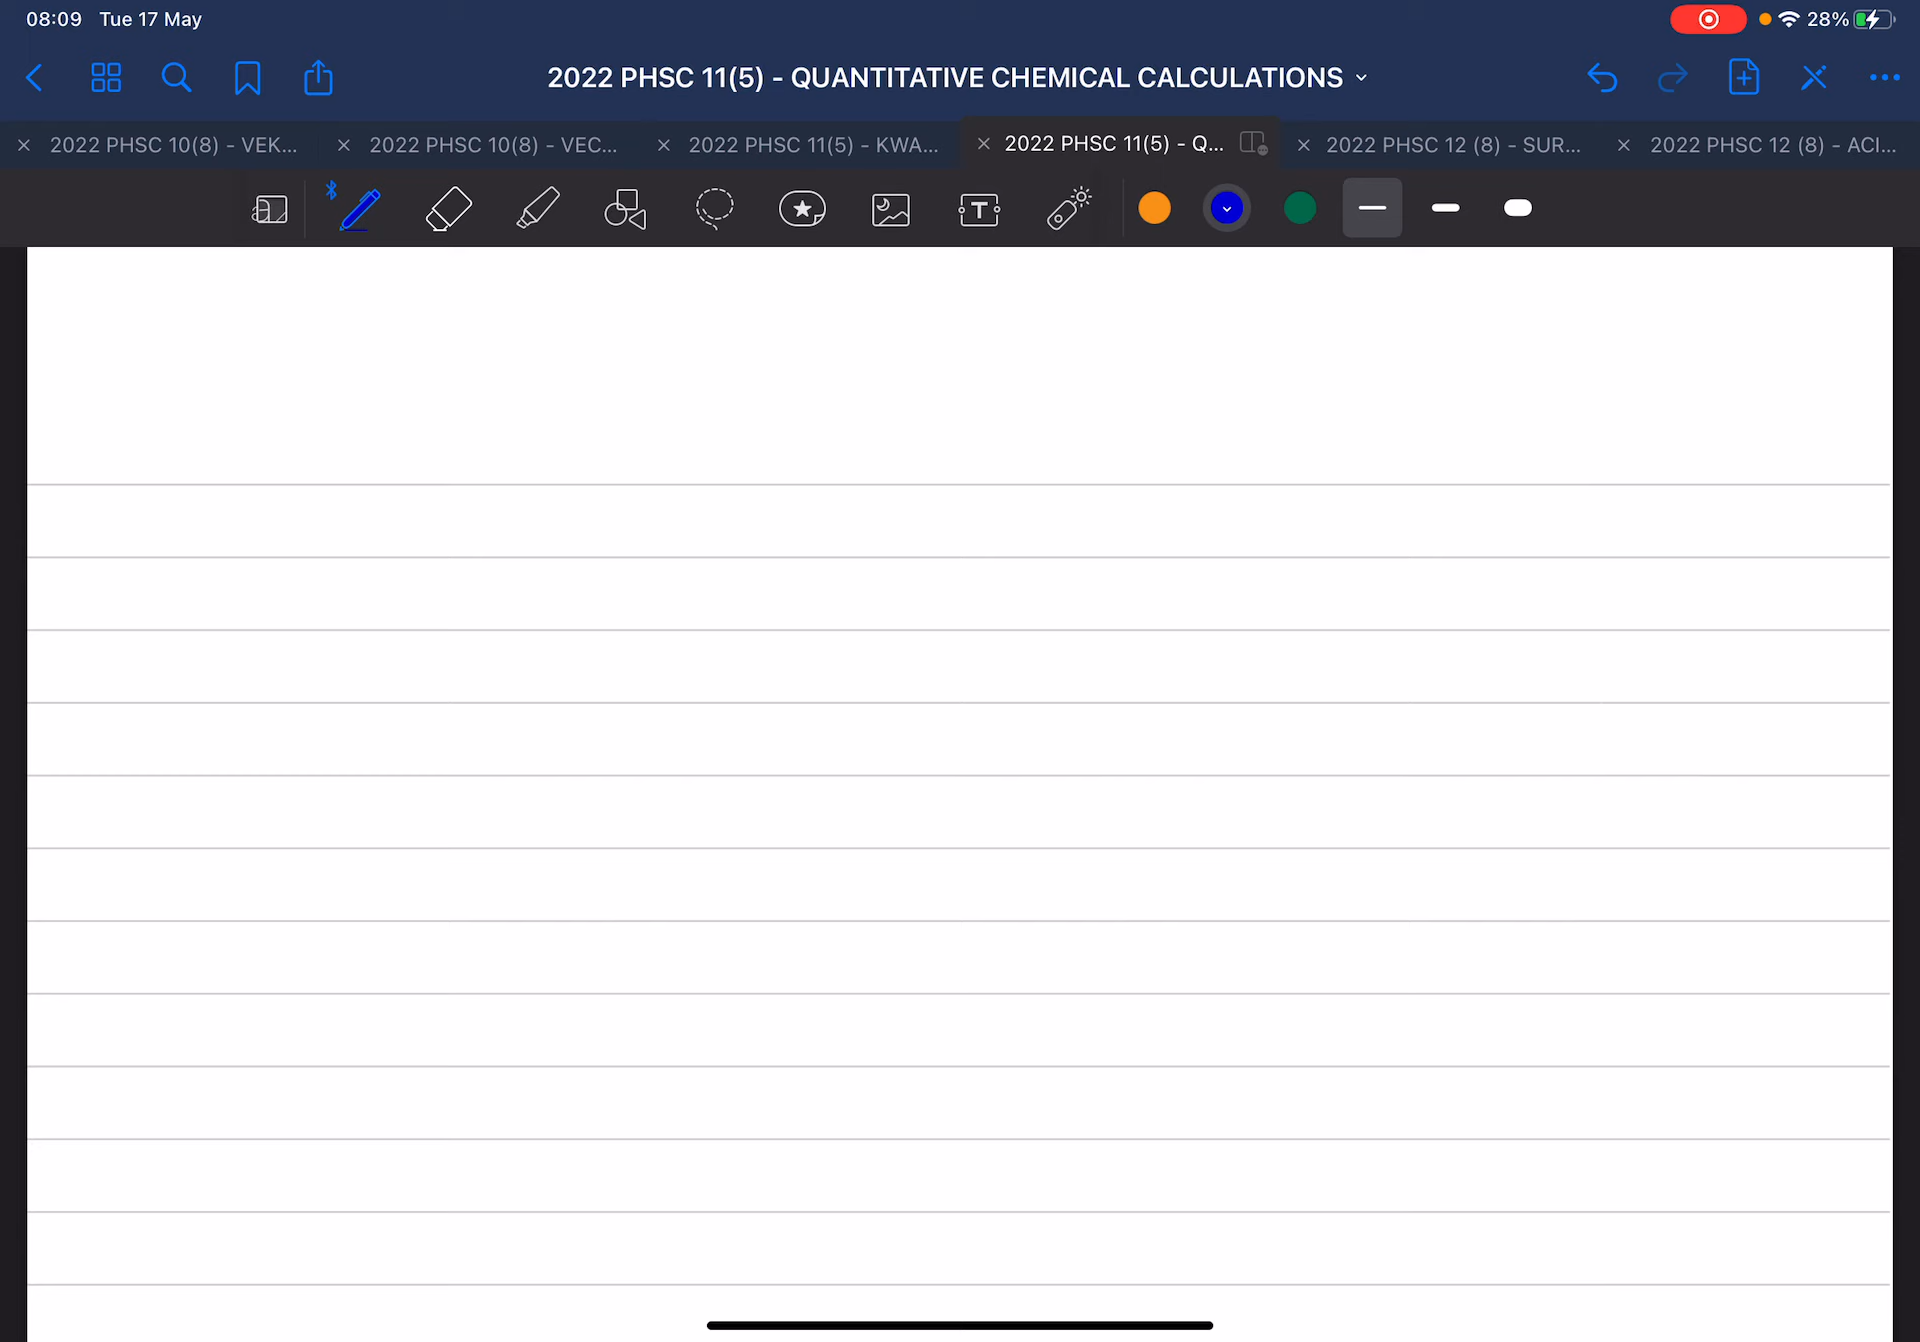 08:09 Tue 17 May
28%
2022 PHSC 11(5) - QUANTITATIVE CHEMICAL CALCULATIONS
2022 PHSC 10(8) - VEK... 2022 PHSC 10(8) - VEC... 2022 PHSC 11(5) - KWA... 2022 PHSC 11(5) - Q... 2022 PHSC 12 (8) - SUR... 2022 PHSC 12 (8) - ACI...